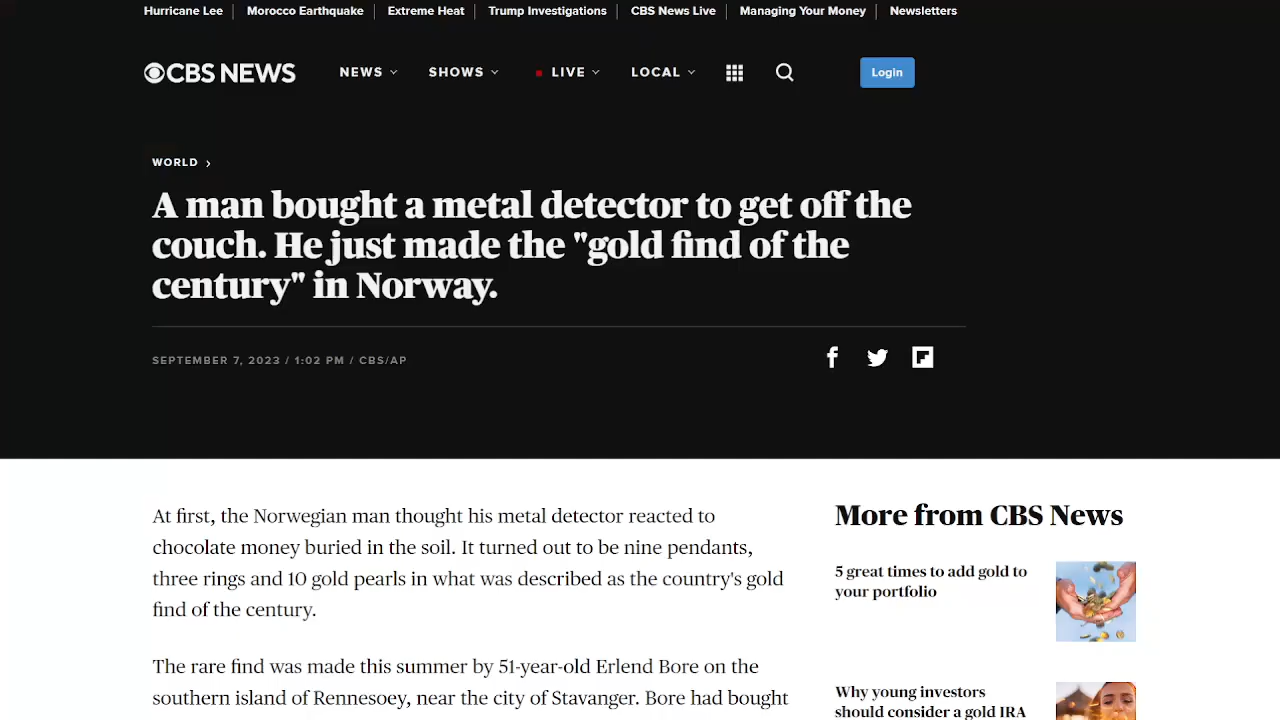 Hurricane Lee Morocco Earthquake Extreme Heat Trump Investigations CBS News Live Managing Your Money Newsletters
CBS NEWS NEWS SHOWS LIVE LOCAL Login
WORLD
A man bought a metal detector to get off the
couch. He just made the "gold find of the
century" in Norway.
SEPTEMBER 7, 2023 / 1:02 PM / CBS/AP
At first, the Norwegian man thought his metal detector reacted to
chocolate money buried in the soil. It turned out to be nine pendants,
three rings and 10 gold pearls in what was described as the country's gold
find of the century.
The rare find was made this summer by 51-year-old Erlend Bore on the
southern island of Rennesoey, near the city of Stavanger. Bore had bought
More from CBS News
5 great times to add gold to
your portfolio
Why young investors
should consider a gold IRA